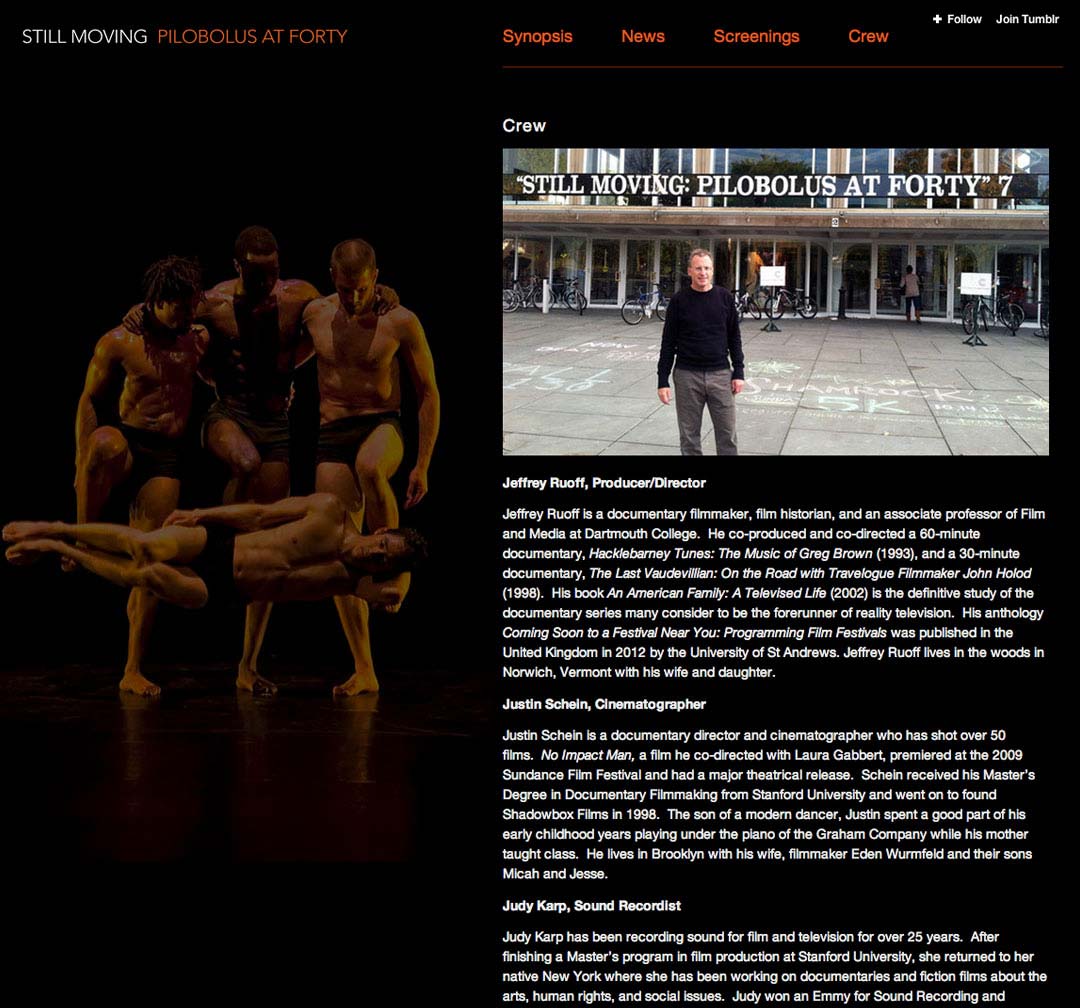 STILL MOVING PILOBOLUS AT FORTY
Follow Join Tumblr
Synopsis News Screenings Crew
Crew
“STILL MOVING: PILOBOLUS AT FORTY” 7
SHAMROCK
5K
Jeffrey Ruoff, Producer/Director
Jeffrey Ruoff is a documentary filmmaker, film historian, and an associate professor of Film
and Media at Dartmouth College. He co-produced and co-directed a 60-minute
documentary, Hacklebarney Tunes: The Music of Greg Brown (1993), and a 30-minute
documentary, The Last Vaudevillian: On the Road with Travelogue Filmmaker John Holod
(1998). His book An American Family: A Televised Life (2002) is the definitive study of the
documentary series many consider to be the forerunner of reality television. His anthology
Coming Soon to a Festival Near You: Programming Film Festivals was published in the
United Kingdom in 2012 by the University of St Andrews. Jeffrey Ruoff lives in the woods in
Norwich, Vermont with his wife and daughter.
Justin Schein, Cinematographer
Justin Schein is a documentary director and cinematographer who has shot over 50
films. No Impact Man, a film he co-directed with Laura Gabbert, premiered at the 2009
Sundance Film Festival and had a major theatrical release. Schein received his Master’s
Degree in Documentary Filmmaking from Stanford University and went on to found
Shadowbox Films in 1998. The son of a modern dancer, Justin spent a good part of his
early childhood years playing under the piano of the Graham Company while his mother
taught class. He lives in Brooklyn with his wife, filmmaker Eden Wurmfeld and their sons
Micah and Jesse.
Judy Karp, Sound Recordist
Judy Karp has been recording sound for film and television for over 25 years. After
finishing a Master’s program in film production at Stanford University, she returned to her
native New York where she has been working on documentaries and fiction films about the
arts, human rights, and social issues. Judy won an Emmy for Sound Recording and